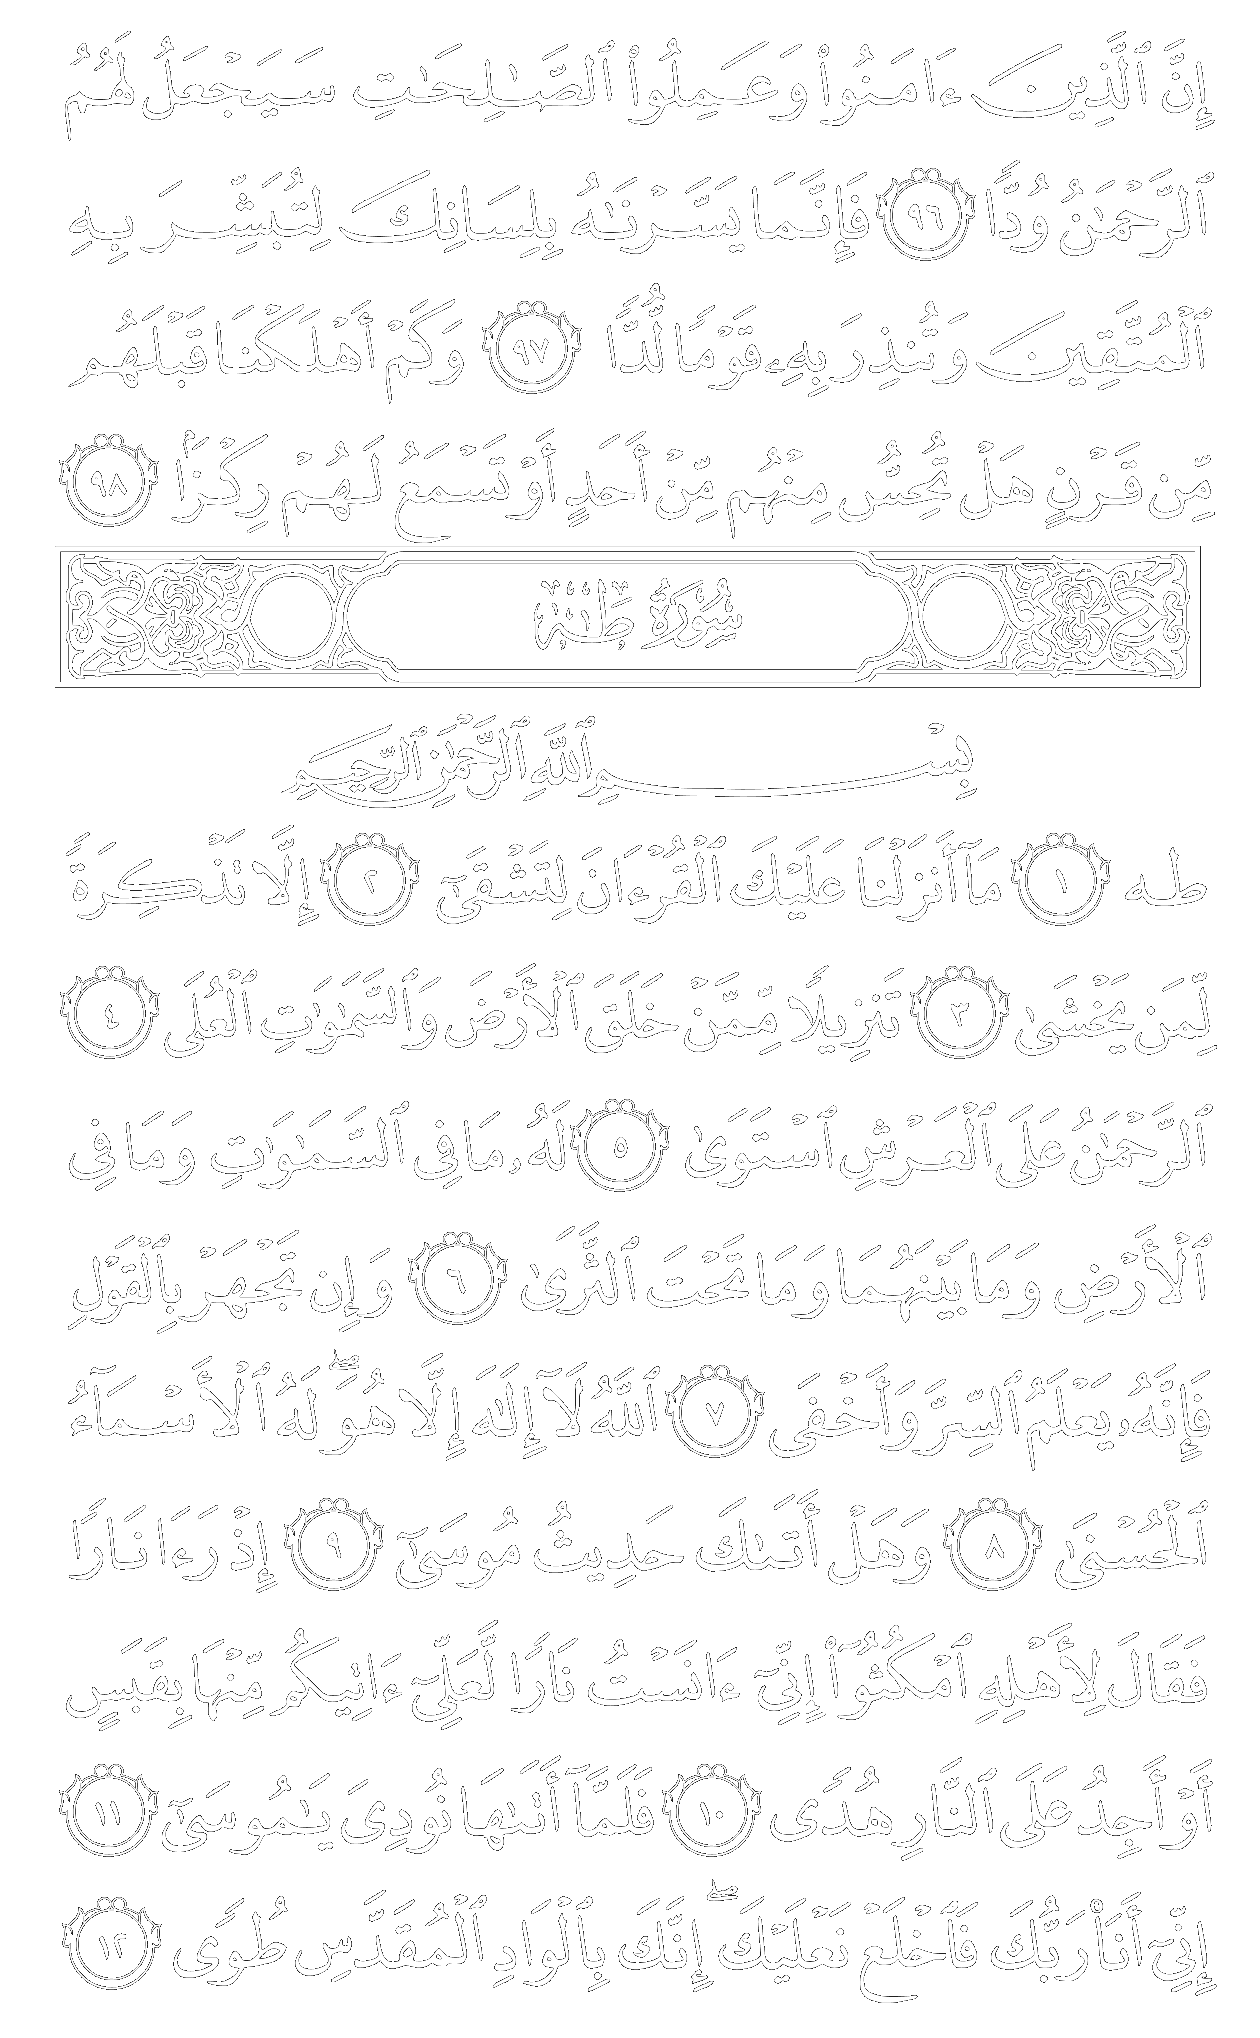 إِنَّ ٱلَّذِينَ ءَامَنُوا۟ وَعَمِلُوا۟ ٱلصَّـٰلِحَـٰتِ سَيَجْعَلُ لَهُمُ
ٱلرَّحْمَـٰنُ وُدًّا ٩٦ فَإِنَّمَا يَسَّرْنَـٰهُ بِلِسَانِكَ لِتُبَشِّرَ بِهِ
ٱلْمُتَّقِينَ وَتُنذِرَ بِهِۦ قَوْمًا لُّدًّا ٩٧ وَكَمْ أَهْلَكْنَا قَبْلَهُم
مِّن قَرْنٍ هَلْ تُحِسُّ مِنْهُم مِّنْ أَحَدٍ أَوْ تَسْمَعُ لَهُمْ رِكْزًۢا ٩٨
سُورَةُ طه
بِسْمِ ٱللَّهِ ٱلرَّحْمَـٰنِ ٱلرَّحِيمِ
طه ١ مَآ أَنزَلْنَا عَلَيْكَ ٱلْقُرْءَانَ لِتَشْقَىٰٓ ٢ إِلَّا تَذْكِرَةً
لِّمَن يَخْشَىٰ ٣ تَنزِيلًا مِّمَّنْ خَلَقَ ٱلْأَرْضَ وَٱلسَّمَـٰوَٰتِ ٱلْعُلَى ٤
ٱلرَّحْمَـٰنُ عَلَى ٱلْعَرْشِ ٱسْتَوَىٰ ٥ لَهُۥ مَا فِى ٱلسَّمَـٰوَٰتِ وَمَا فِى
ٱلْأَرْضِ وَمَا بَيْنَهُمَا وَمَا تَحْتَ ٱلثَّرَىٰ ٦ وَإِن تَجْهَرْ بِٱلْقَوْلِ
فَإِنَّهُۥ يَعْلَمُ ٱلسِّرَّ وَأَخْفَى ٧ ٱللَّهُ لَآ إِلَـٰهَ إِلَّا هُوَ ۖ لَهُ ٱلْأَسْمَآءُ
ٱلْحُسْنَىٰ ٨ وَهَلْ أَتَىٰكَ حَدِيثُ مُوسَىٰٓ ٩ إِذْ رَءَا نَارًا
فَقَالَ لِأَهْلِهِ ٱمْكُثُوٓا۟ إِنِّىٓ ءَانَسْتُ نَارًا لَّعَلِّىٓ ءَاتِيكُم مِّنْهَا بِقَبَسٍ
أَوْ أَجِدُ عَلَى ٱلنَّارِ هُدًى ١٠ فَلَمَّآ أَتَىٰهَا نُودِىَ يَـٰمُوسَىٰٓ ١١
إِنِّىٓ أَنَا۠ رَبُّكَ فَٱخْلَعْ نَعْلَيْكَ ۖ إِنَّكَ بِٱلْوَادِ ٱلْمُقَدَّسِ طُوًى ١٢